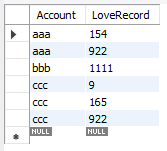 Account LoveRecord
aaa 154
aaa 922
bbb 1111
ccc 9
ccc 165
ccc 922
NULL NULL